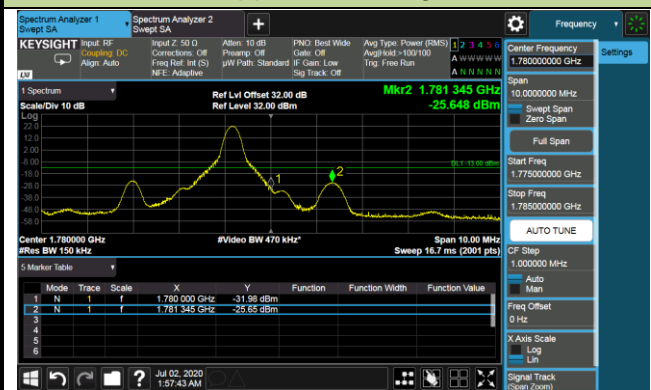 Spectrum Analyzer 1
Swept SA
Spectrum Analyzer 2
Swept SA
+
Frequency
KEYSIGHT
Input: RF
Coupling: DC
Align: Auto
Input Z: 50 Ω
Corrections: Off
Freq Ref: Int (S)
NFE: Adaptive
Atten: 10 dB
Preamp: Off
µW Path: Standard
PNO: Best Wide
Gate: Off
IF Gain: Low
Sig Track: Off
Avg Type: Power (RMS)
Avg|Hold:>100/100
Trig: Free Run
1 2 3 4 5 6
A W W W W W
A N N N N N
LXI
Center Frequency
1.780000000 GHz
Settings
Span
10.0000000 MHz
Swept Span
Zero Span
Full Span
Start Freq
1.775000000 GHz
Stop Freq
1.785000000 GHz
AUTO TUNE
CF Step
1.000000 MHz
Auto
Man
Freq Offset
0 Hz
X Axis Scale
Log
Lin
Signal Track
(Span Zoom)
1 Spectrum
Scale/Div 10 dB
Ref Lvl Offset 32.00 dB
Ref Level 32.00 dBm
Mkr2 1.781 345 GHz
-25.648 dBm
Log
22.0
12.0
2.00
-8.00
-18.0
-28.0
-38.0
-48.0
-58.0
DL1 -13.00 dBm
1
2
Center 1.780000 GHz
#Res BW 150 kHz
#Video BW 470 kHz*
Span 10.00 MHz
Sweep 16.7 ms (2001 pts)
5 Marker Table
Mode Trace Scale X Y Function Function Width Function Value
1 N 1 f 1.780 000 GHz -31.98 dBm
2 N 1 f 1.781 345 GHz -25.65 dBm
3
4
5
6
?
Jul 02, 2020
1:57:43 AM